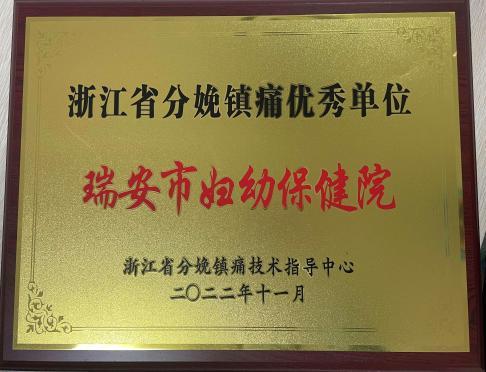 浙江省分娩镇痛优秀单位
瑞安市妇幼保健院
浙江省分娩镇痛技术指导中心
二〇二二年十一月